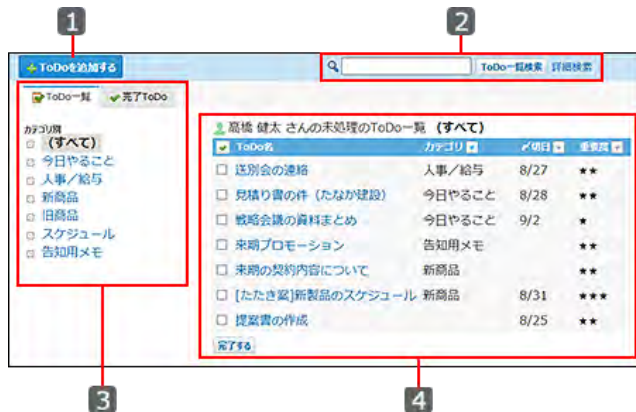 1
2
ToDoを追加する
ToDo一覧検索 詳細検索
ToDo一覧 完了ToDo
カテゴリ別
(すべて)
今日やること
人事／給与
新商品
旧商品
スケジュール
告知用メモ
高橋 健太 さんの未処理のToDo一覧 (すべて)
ToDo名 カテゴリ 〆切日 重要度
送別会の連絡 人事／給与 8/27 ★★
見積り書の件（たなか建設） 今日やること 8/28 ★★
戦略会議の資料まとめ 今日やること 9/2 ★
来期プロモーション 告知用メモ ★★
来期の契約内容について 新商品 ★★
[たたき案]新製品のスケジュール 新商品 8/31 ★★★
提案書の作成 8/25 ★★
完了する
3
4